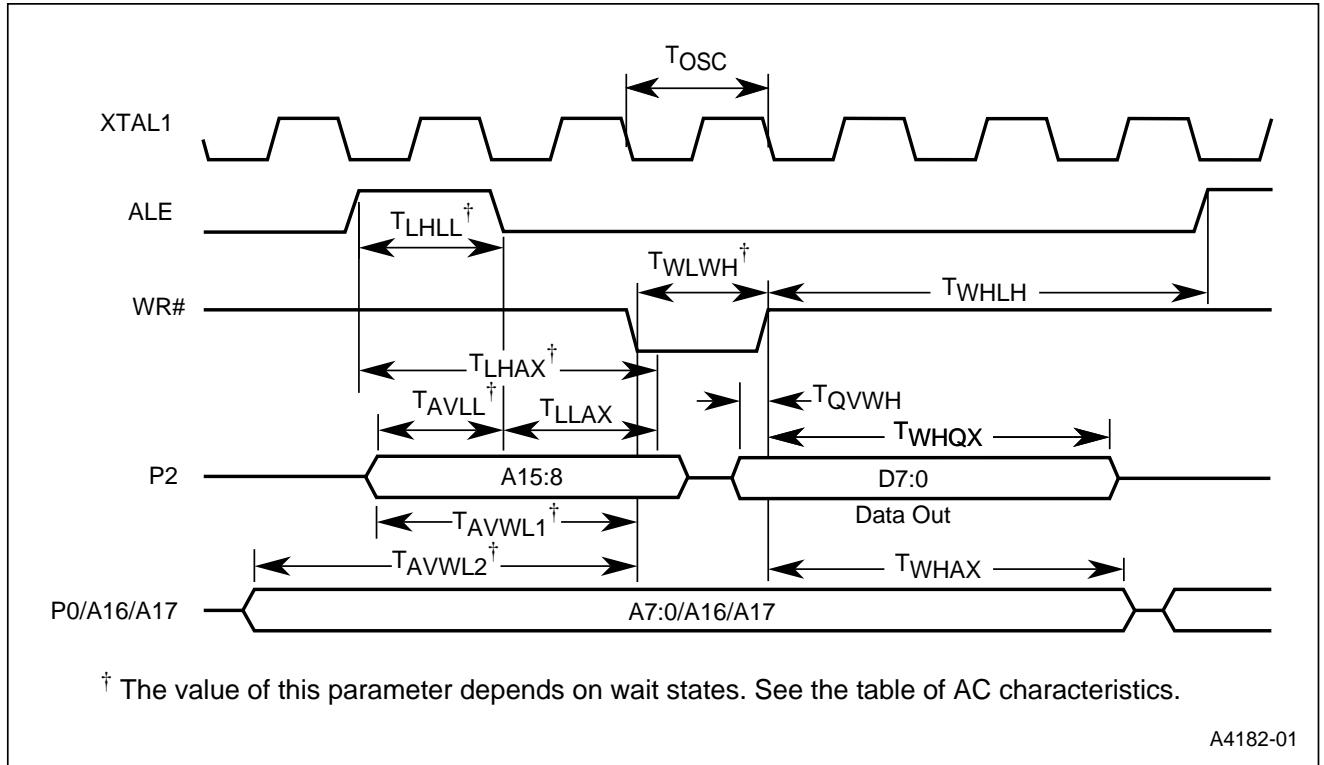 TOSC
XTAL1
ALE
TLHLL†
TWLWH†
TWHLH
WR#
TLHAX†
TAVLL†
TLLAX
TQVWH
TWHQX
P2
A15:8
D7:0
Data Out
TAVWL1†
TAVWL2†
TWHAX
P0/A16/A17
A7:0/A16/A17
† The value of this parameter depends on wait states. See the table of AC characteristics.
A4182-01